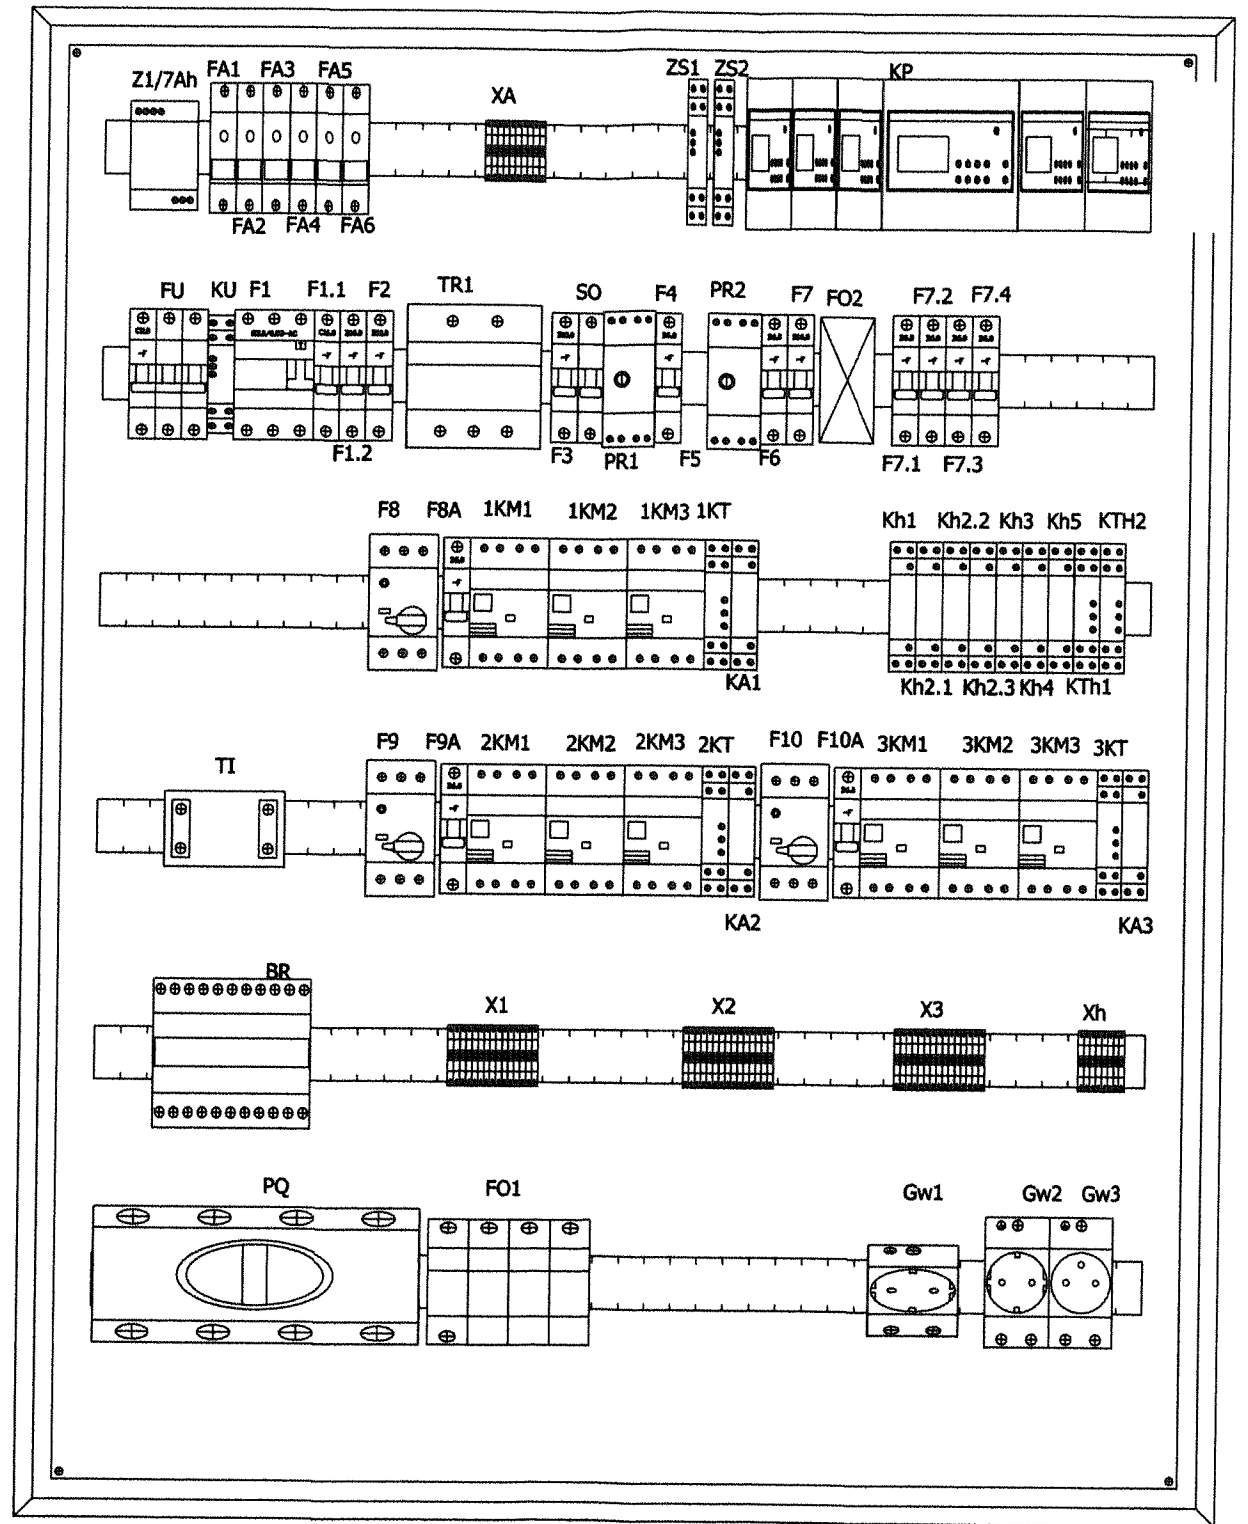 Z1/7Ah FA1 FA3 FA5 XA ZS1 ZS2 KP
FA2 FA4 FA6
FU KU F1 F1.1 F2 TR1 SO F4 PR2 F7 FO2 F7.2 F7.4
F1.2 F3 PR1 F5 F6 F7.1 F7.3
F8 F8A 1KM1 1KM2 1KM3 1KT Kh1 Kh2.2 Kh3 Kh5 KTH2
KA1 Kh2.1 Kh2.3 Kh4 KTh1
TI F9 F9A 2KM1 2KM2 2KM3 2KT F10 F10A 3KM1 3KM2 3KM3 3KT
KA2 KA3
BR X1 X2 X3 Xh
PQ FO1 Gw1 Gw2 Gw3